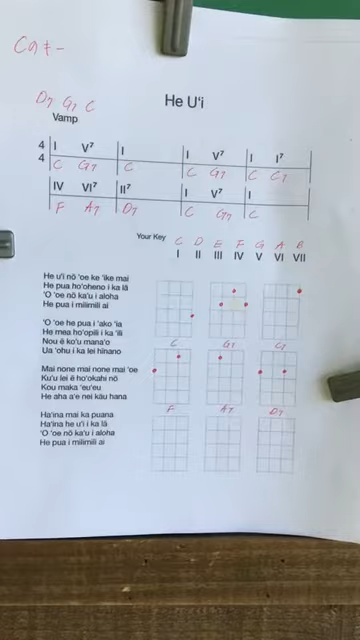 Cat-
D7 G7 C
He U'i
Vamp
4 I V⁷ I I V⁷ I I⁷
4 C G7 C C G7 C C7
IV VI⁷ II⁷ I V⁷ I
F A7 D7 C G7 C
Your Key C D E F G A B
I II III IV V VI VII
He u'i nō 'oe ke 'ike mai
He pua ho'oheno i ka lā
'O 'oe nō ka'u i aloha
He pua i milimili ai
'O 'oe he pua i 'ako 'ia
He mea ho'opili i ka 'ili
Nou ē ko'u mana'o
Ua 'ohu i ka lei hīnano
Mai none mai none mai 'oe
Ku'u lei ē ho'okahi nō
Kou maka 'eu'eu
He aha a'e nei kāu hana
Ha'ina mai ka puana
Ha'ina he u'i i ka lā
'O 'oe nō ka'u i aloha
He pua i milimili ai
C G7 C7
F A7 D7